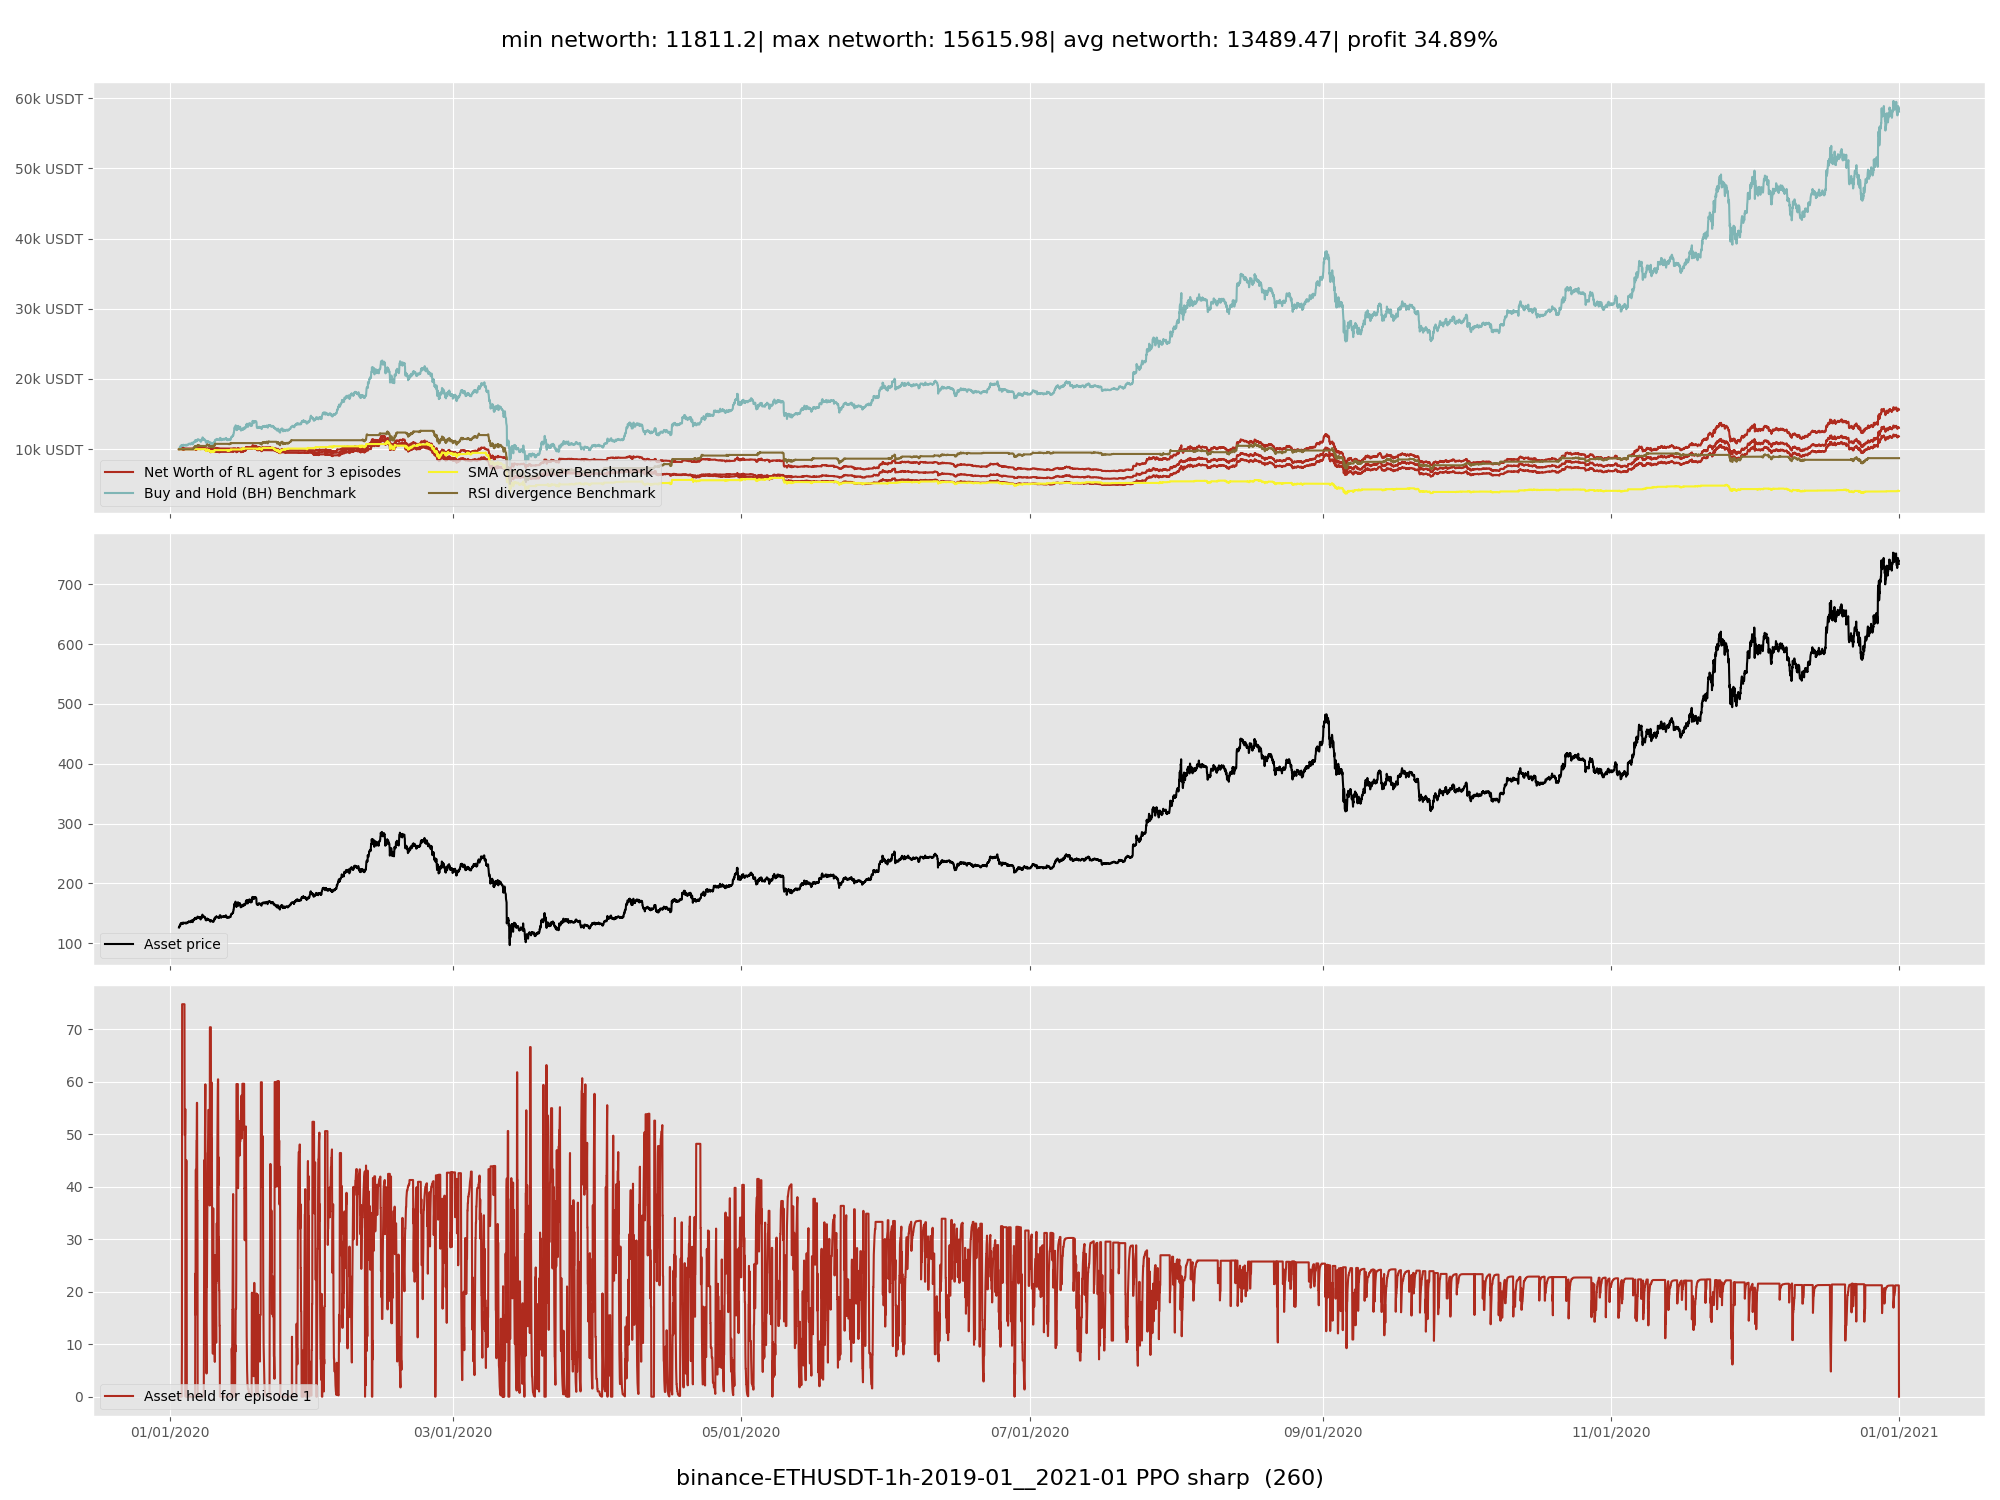 min networth: 11811.2| max networth: 15615.98| avg networth: 13489.47| profit 34.89%
60k USDT
50k USDT
40k USDT
30k USDT
20k USDT
10k USDT
Net Worth of RL agent for 3 episodes
Buy and Hold (BH) Benchmark
SMA crossover Benchmark
RSI divergence Benchmark
700
600
500
400
300
200
100
Asset price
70
60
50
40
30
20
10
0
Asset held for episode 1
01/01/2020 03/01/2020 05/01/2020 07/01/2020 09/01/2020 11/01/2020 01/01/2021
binance-ETHUSDT-1h-2019-01__2021-01 PPO sharp (260)